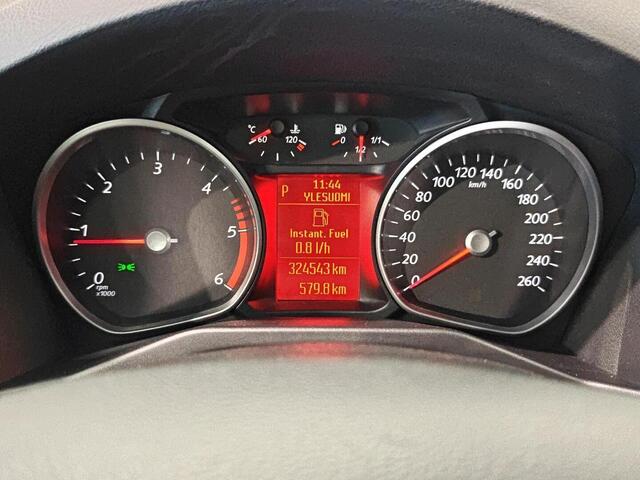 °C 60 120
0 1/2 1/1
0 1 2 3 4 5 6
rpm
x1000
P 11:44
YLESUOMI
Instant. Fuel
0.8 l/h
324543 km
579.8 km
0 20 40 60 80 100 120 140 160 180 200 220 240 260
km/h